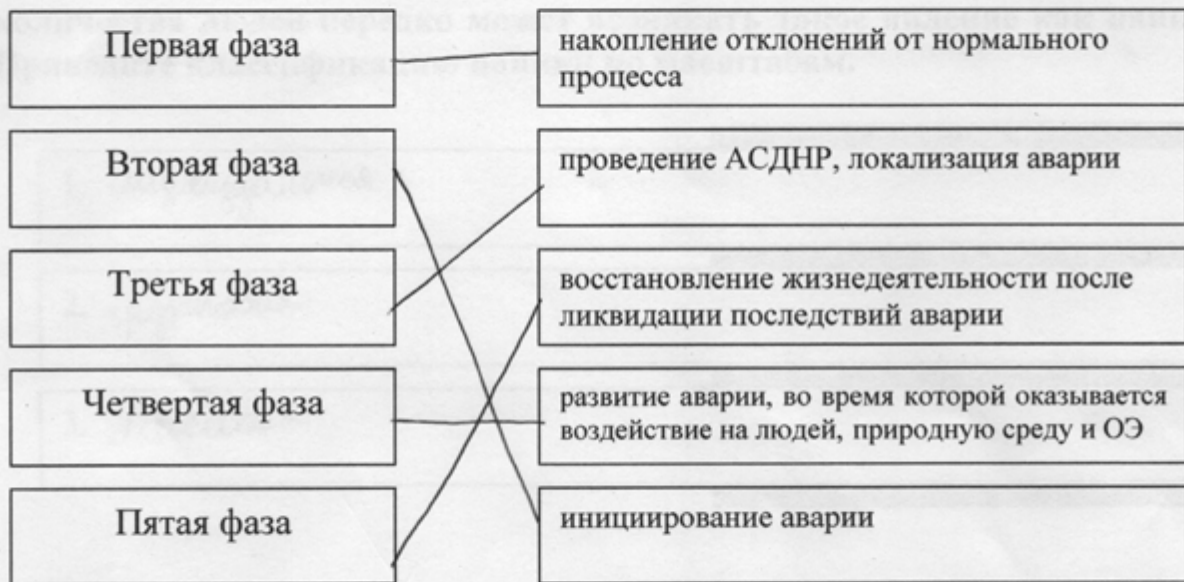 Первая фаза
накопление отклонений от нормального
процесса
Вторая фаза
проведение АСДНР, локализация аварии
Третья фаза
восстановление жизнедеятельности после
ликвидации последствий аварии
Четвертая фаза
развитие аварии, во время которой оказывается
воздействие на людей, природную среду и ОЭ
Пятая фаза
инициирование аварии